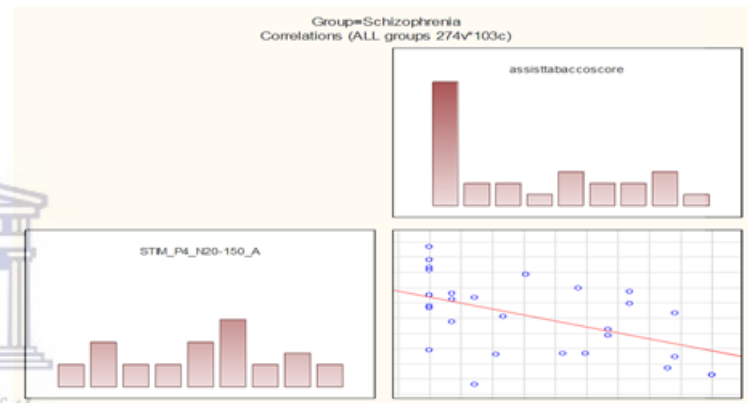 Group=Schizophrenia
Correlations (ALL groups 274v*103c)
assisttabaccoscore
STIM_P4_N20-150_A